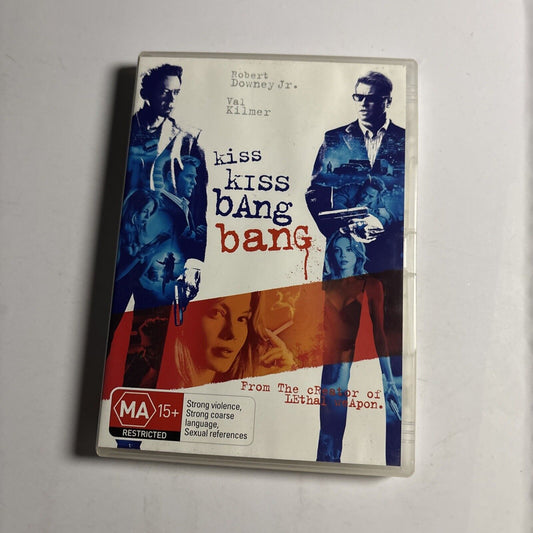 Robert
Downey Jr.
Val
Kilmer
kiss
kiss
bAng
banG
From The cReator of
LEthal weApon.
MA 15+
RESTRICTED
Strong violence,
Strong coarse
language,
Sexual references